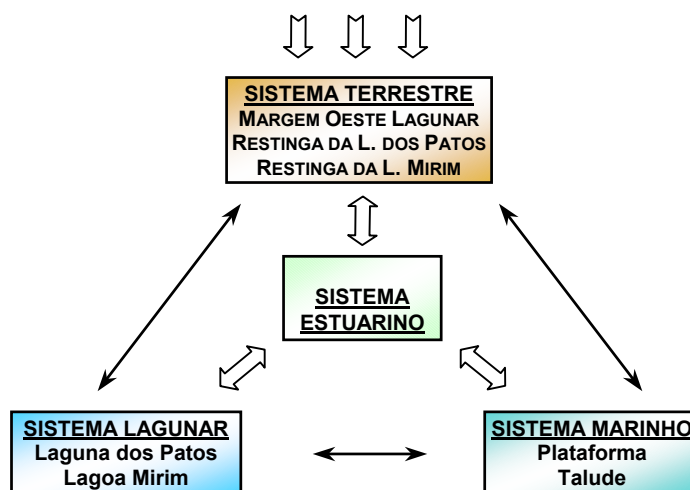 SISTEMA TERRESTRE
MARGEM OESTE LAGUNAR
RESTINGA DA L. DOS PATOS
RESTINGA DA L. MIRIM
SISTEMA
ESTUARINO
SISTEMA LAGUNAR
Laguna dos Patos
Lagoa Mirim
SISTEMA MARINHO
Plataforma
Talude